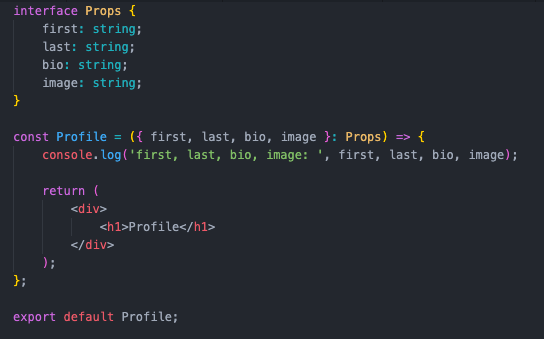 interface Props {
first: string;
last: string;
bio: string;
image: string;
}
const Profile = ({ first, last, bio, image }: Props) => {
console.log('first, last, bio, image: ', first, last, bio, image);
return (
<div>
<h1>Profile</h1>
</div>
);
};
export default Profile;